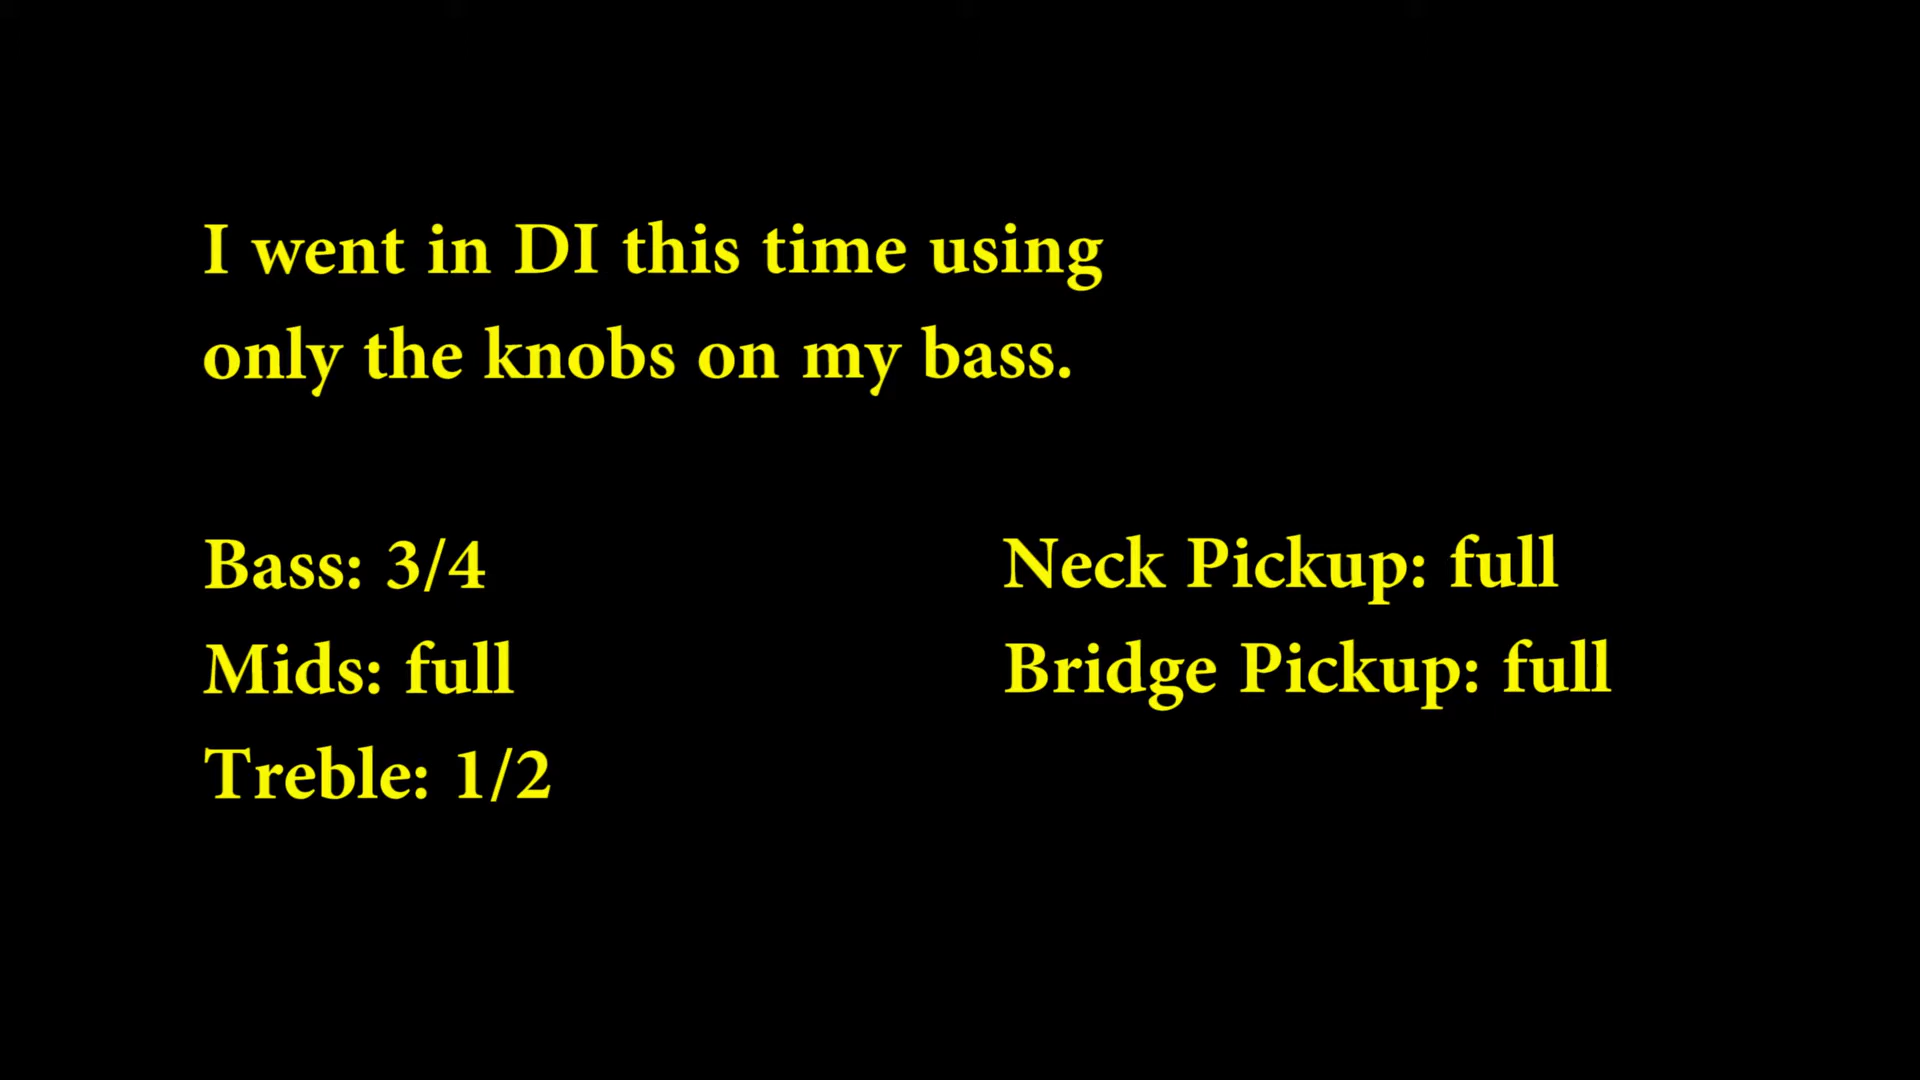 I went in DI this time using
only the knobs on my bass.
Bass: 3/4
Mids: full
Treble: 1/2
Neck Pickup: full
Bridge Pickup: full